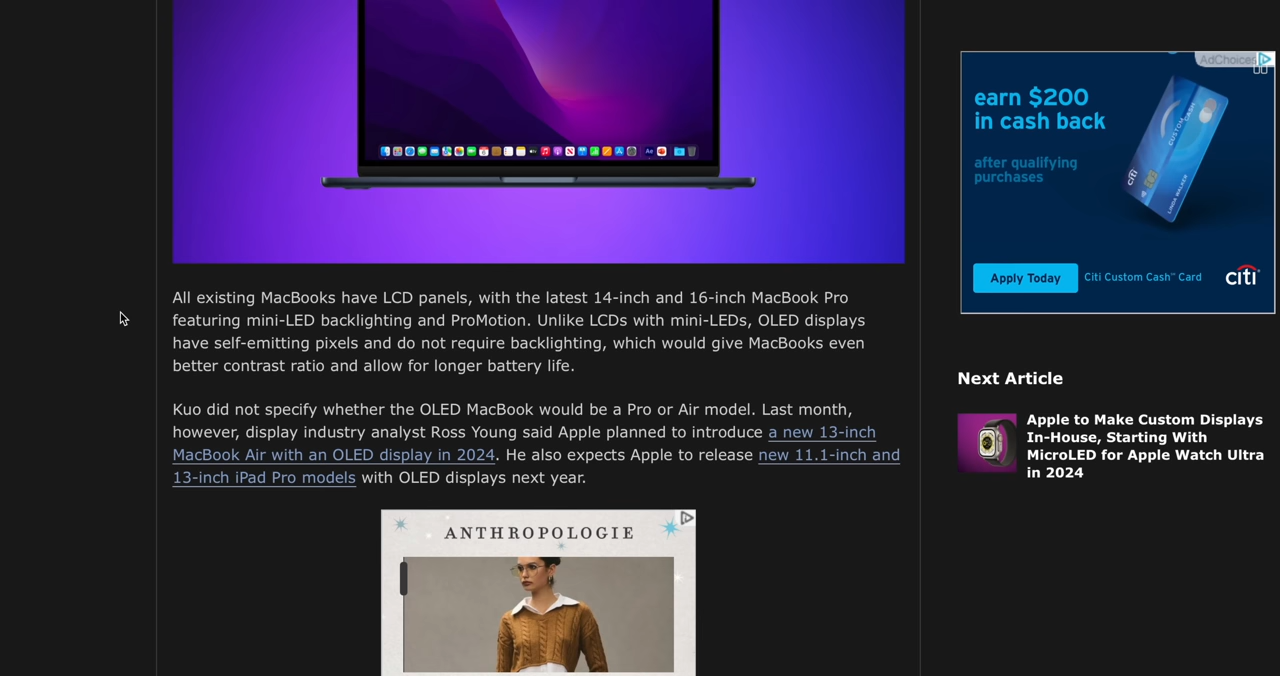 All existing MacBooks have LCD panels, with the latest 14-inch and 16-inch MacBook Pro
featuring mini-LED backlighting and ProMotion. Unlike LCDs with mini-LEDs, OLED displays
have self-emitting pixels and do not require backlighting, which would give MacBooks even
better contrast ratio and allow for longer battery life.
Kuo did not specify whether the OLED MacBook would be a Pro or Air model. Last month,
however, display industry analyst Ross Young said Apple planned to introduce a new 13-inch
MacBook Air with an OLED display in 2024. He also expects Apple to release new 11.1-inch and
13-inch iPad Pro models with OLED displays next year.
ANTHROPOLOGIE
AdChoices
earn $200
in cash back
after qualifying
purchases
CUSTOM CASH
citi
LINDA WALKER
Apply Today
Citi Custom Cash™ Card
citi
Next Article
Apple to Make Custom Displays
In-House, Starting With
MicroLED for Apple Watch Ultra
in 2024